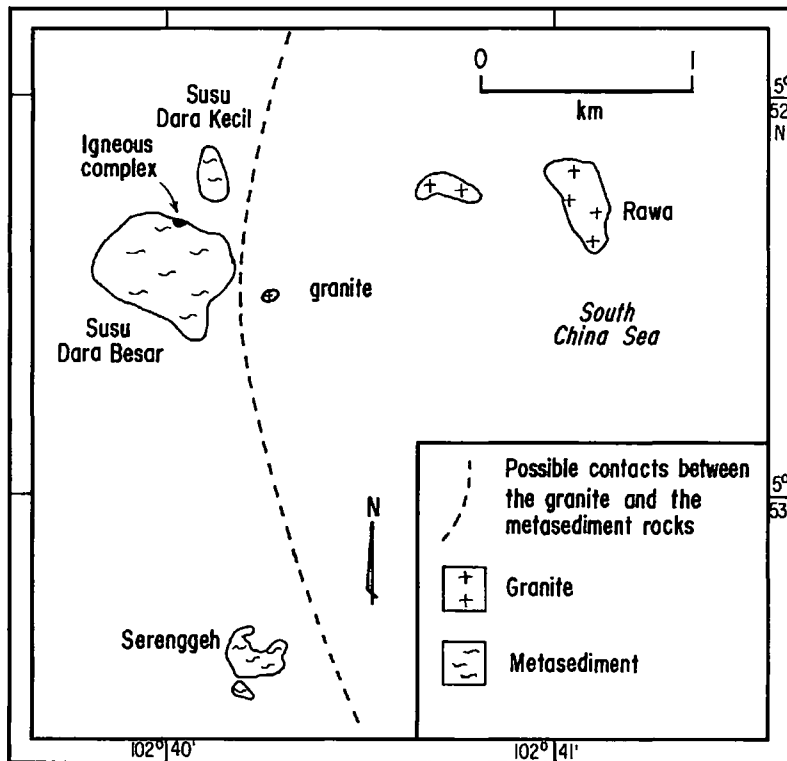 0 1
km
5°
52
N
Susu
Dara Kecil
Igneous
complex
Rawa
granite
South
China Sea
Susu
Dara Besar
5°
53
N
Possible contacts between
the granite and the
metasediment rocks
Granite
Metasediment
Serenggeh
102° 40'
102° 41'